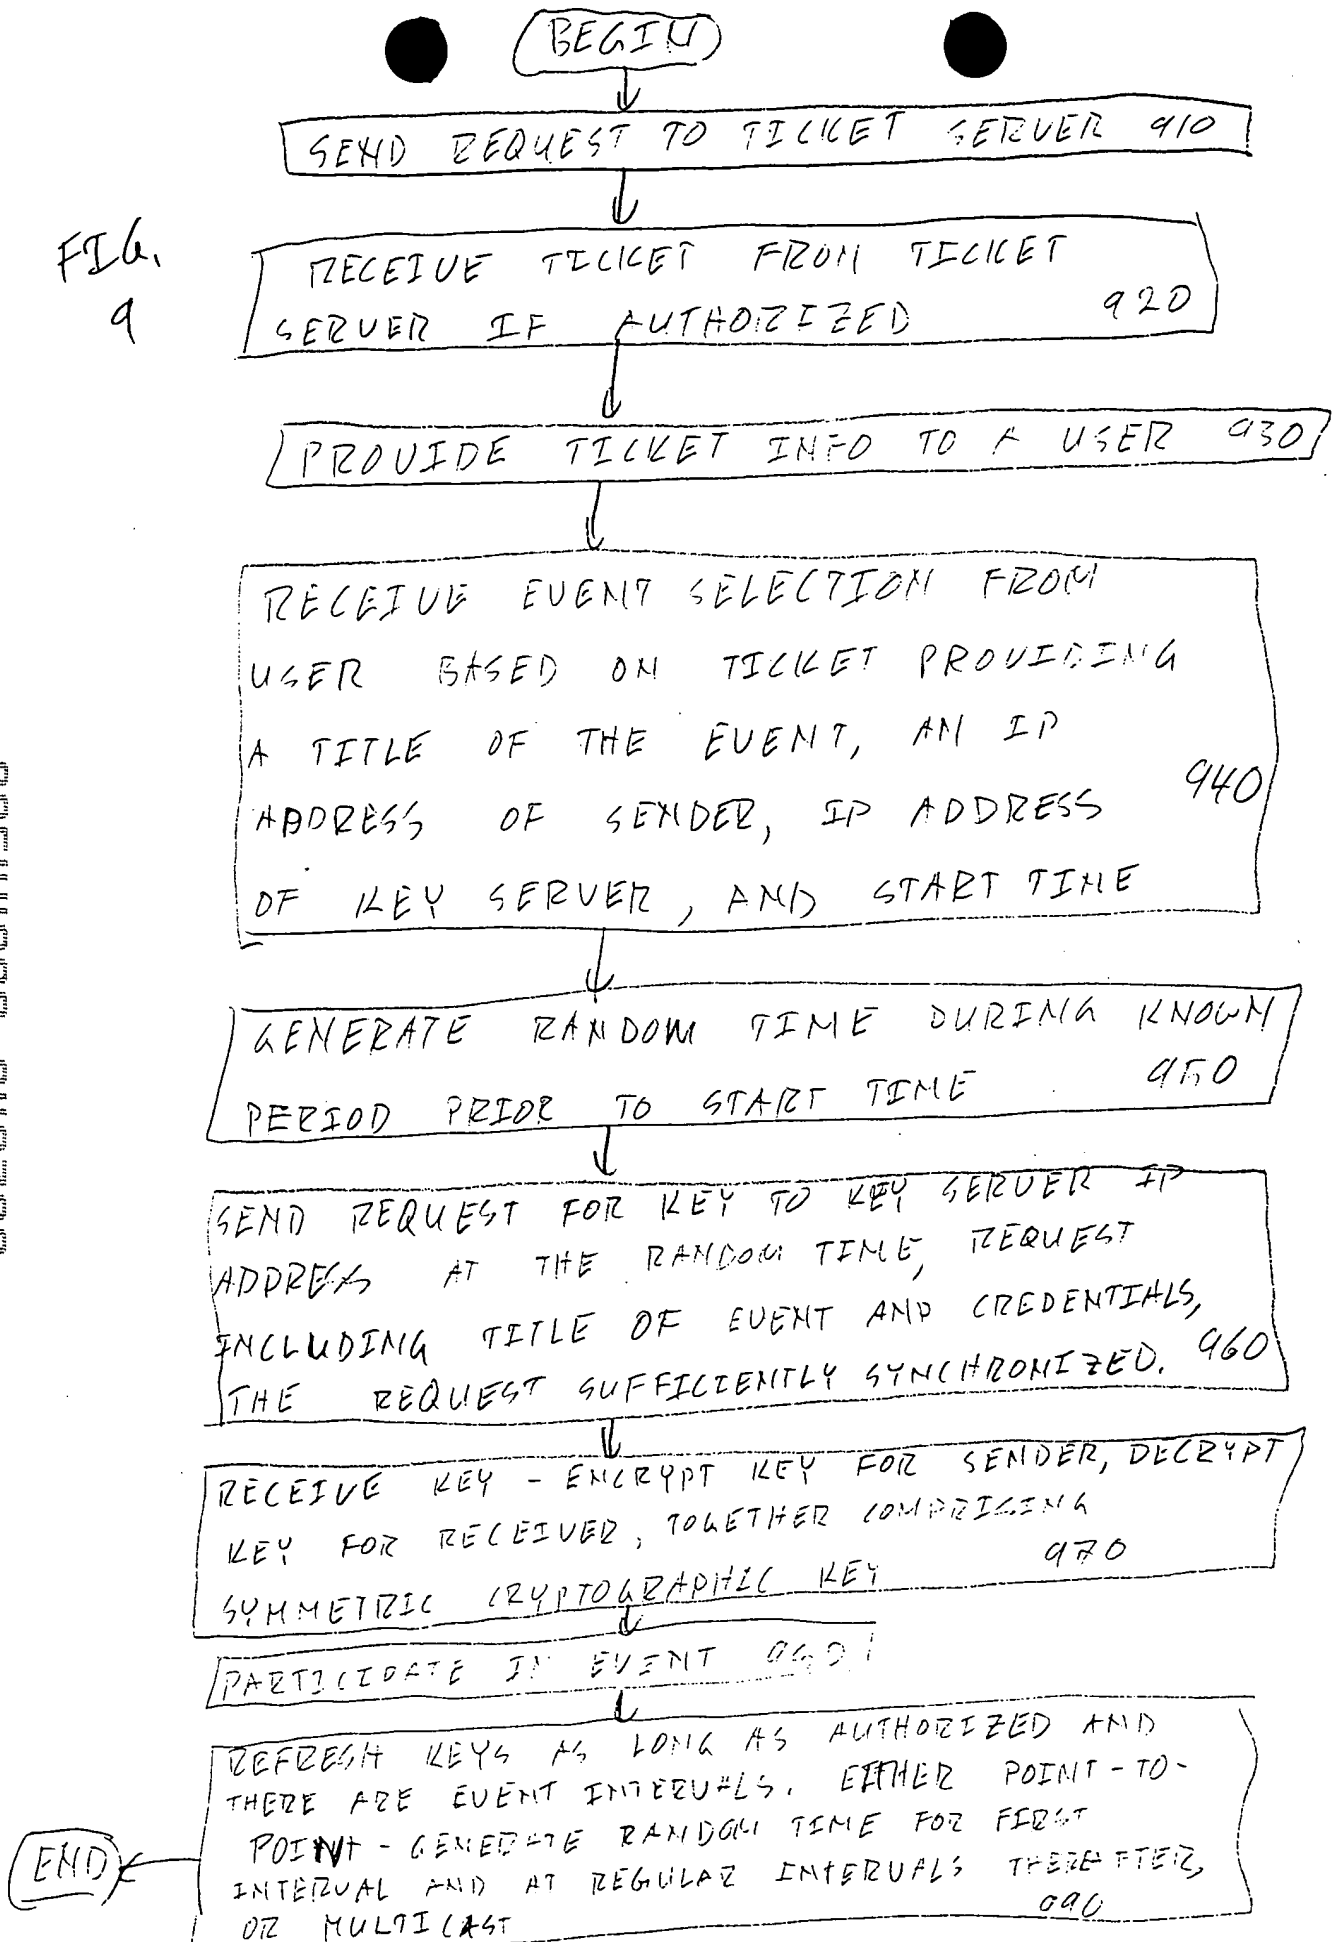 BEGIN
SEND REQUEST TO TICKET SERVER 910
FIG.
9
RECEIVE TICKET FROM TICKET
SERVER IF AUTHORIZED 920
PROVIDE TICKET INFO TO A USER 930
RECEIVE EVENT SELECTION FROM
USER BASED ON TICKET PROVIDING
A TITLE OF THE EVENT, AN IP
ADDRESS OF SENDER, IP ADDRESS
OF KEY SERVER, AND START TIME
940
GENERATE RANDOM TIME DURING KNOWN
PERIOD PRIOR TO START TIME 950
SEND REQUEST FOR KEY TO KEY SERVER IP
ADDRESS AT THE RANDOM TIME, REQUEST
INCLUDING TITLE OF EVENT AND CREDENTIALS,
THE REQUEST SUFFICIENTLY SYNCHRONIZED. 960
RECEIVE KEY - ENCRYPT KEY FOR SENDER, DECRYPT
KEY FOR RECEIVER, TOGETHER COMPRISING
SYMMETRIC CRYPTOGRAPHIC KEY 970
PARTICIPATE IN EVENT
REFRESH KEYS AS LONG AS AUTHORIZED AND
THERE ARE EVENT INTERVALS. EITHER POINT-TO-
POINT - GENERATE RANDOM TIME FOR FIRST
INTERVAL AND AT REGULAR INTERVALS THEREAFTER,
OR MULTICAST 990
END